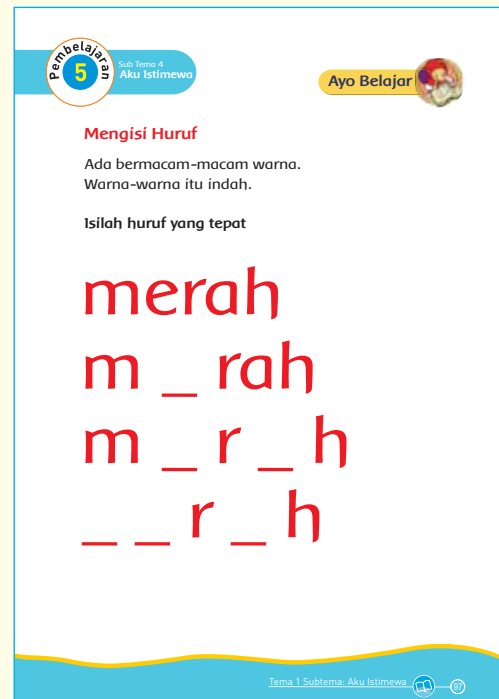 Pembelajaran
5
Sub Tema 4
Aku Istimewa
Ayo Belajar
Mengisi Huruf
Ada bermacam-macam warna.
Warna-warna itu indah.
Isilah huruf yang tepat
merah
m _ rah
m _ r _ h
_ _ r _ h
Tema 1 Subtema: Aku Istimewa
97